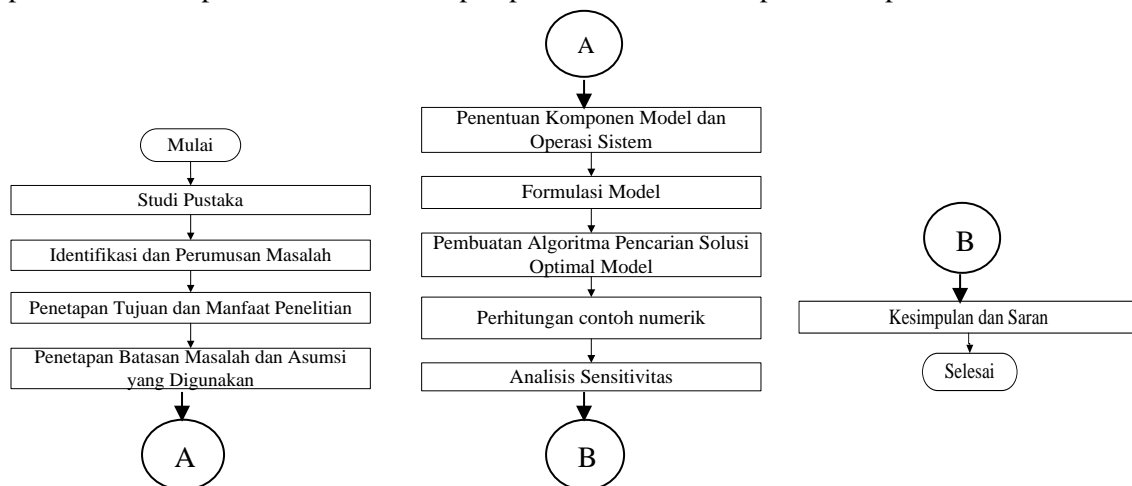 Mulai
Studi Pustaka
Identifikasi dan Perumusan Masalah
Penetapan Tujuan dan Manfaat Penelitian
Penetapan Batasan Masalah dan Asumsi
yang Digunakan
A
A
Penentuan Komponen Model dan
Operasi Sistem
Formulasi Model
Pembuatan Algoritma Pencarian Solusi
Optimal Model
Perhitungan contoh numerik
Analisis Sensitivitas
B
B
Kesimpulan dan Saran
Selesai